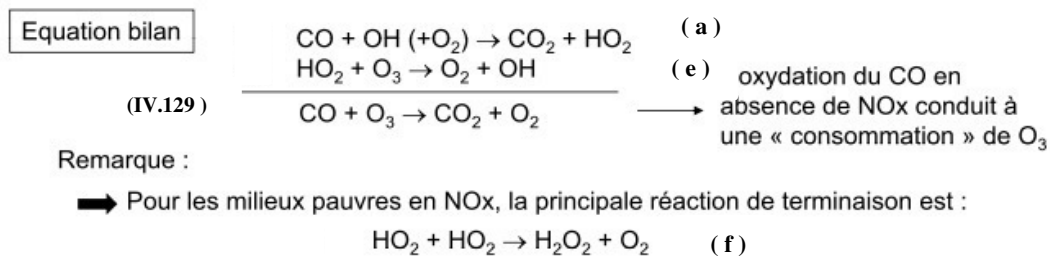 Equation bilan
CO + OH (+O₂) → CO₂ + HO₂ ( a )
HO₂ + O₃ → O₂ + OH ( e )
(IV.129 ) CO + O₃ → CO₂ + O₂
oxydation du CO en
absence de NOx conduit à
une « consommation » de O₃
Remarque :
Pour les milieux pauvres en NOx, la principale réaction de terminaison est :
HO₂ + HO₂ → H₂O₂ + O₂ ( f )